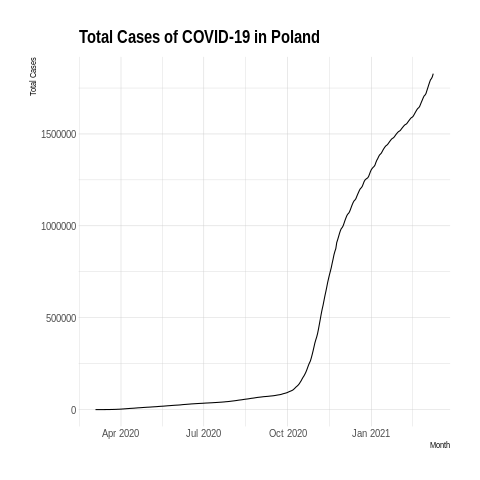 Total Cases of COVID-19 in Poland
Total Cases
1500000
1000000
500000
0
Apr 2020 Jul 2020 Oct 2020 Jan 2021
Month